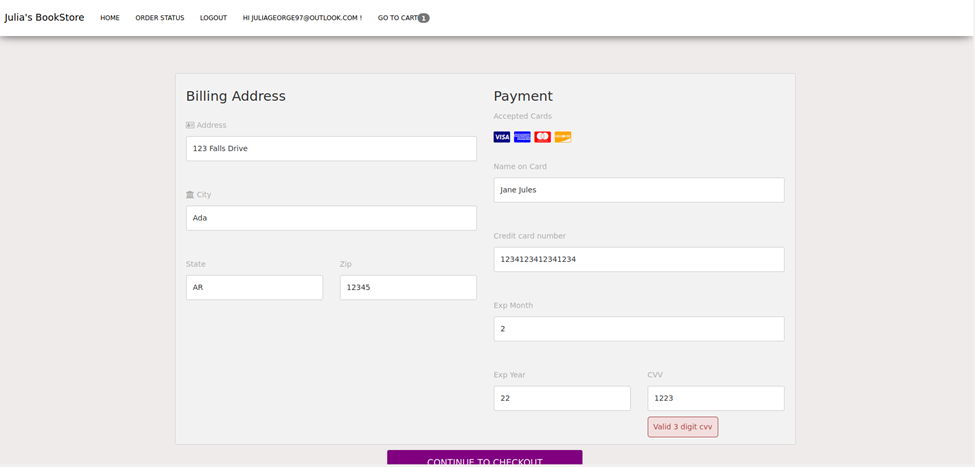 Julia's BookStore HOME ORDER STATUS LOGOUT HI JULIAGEORGE97@OUTLOOK.COM ! GO TO CART 1
Billing Address
Address
123 Falls Drive
City
Ada
State Zip
AR 12345
Payment
Accepted Cards
VISA
Name on Card
Jane Jules
Credit card number
1234123412341234
Exp Month
2
Exp Year CVV
22 1223
Valid 3 digit cvv
CONTINUE TO CHECKOUT